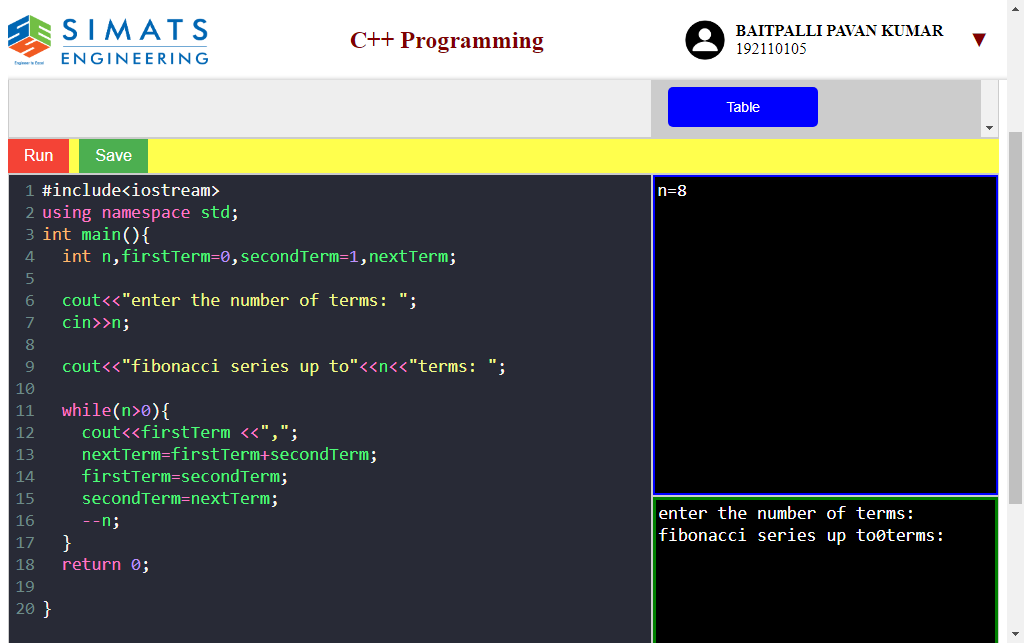 SIMATS
ENGINEERING
Engineer to Excel
C++ Programming
BAITPALLI PAVAN KUMAR
192110105
▼
Table
Run
Save
1 #include<iostream>
2 using namespace std;
3 int main(){
4   int n,firstTerm=0,secondTerm=1,nextTerm;
5
6   cout<<"enter the number of terms: ";
7   cin>>n;
8
9   cout<<"fibonacci series up to"<<n<<"terms: ";
10
11   while(n>0){
12     cout<<firstTerm <<",";
13     nextTerm=firstTerm+secondTerm;
14     firstTerm=secondTerm;
15     secondTerm=nextTerm;
16     --n;
17   }
18   return 0;
19
20 }
n=8
enter the number of terms:
fibonacci series up to0terms: